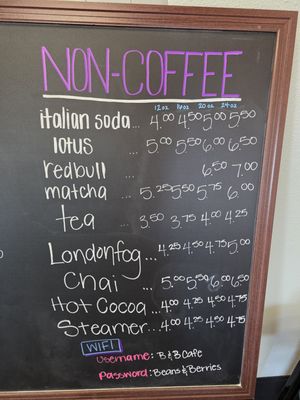 NON-COFFEE
12oz 16oz 20oz 24oz
italian soda... 4.00 4.50 5.00 5.50
lotus ... 5.00 5.50 6.00 6.50
redbull ... 6.50 7.00
matcha ... 5.25 5.50 5.75 6.00
tea ... 3.50 3.75 4.00 4.25
Londonfog... 4.25 4.50 4.75 5.00
Chai ... 5.00 5.50 6.00 6.50
Hot Cocoa ... 4.00 4.25 4.50 4.75
Steamer... 4.00 4.25 4.50 4.75
WIFI
Username: B&B Cafe
Password: Beans&Berries